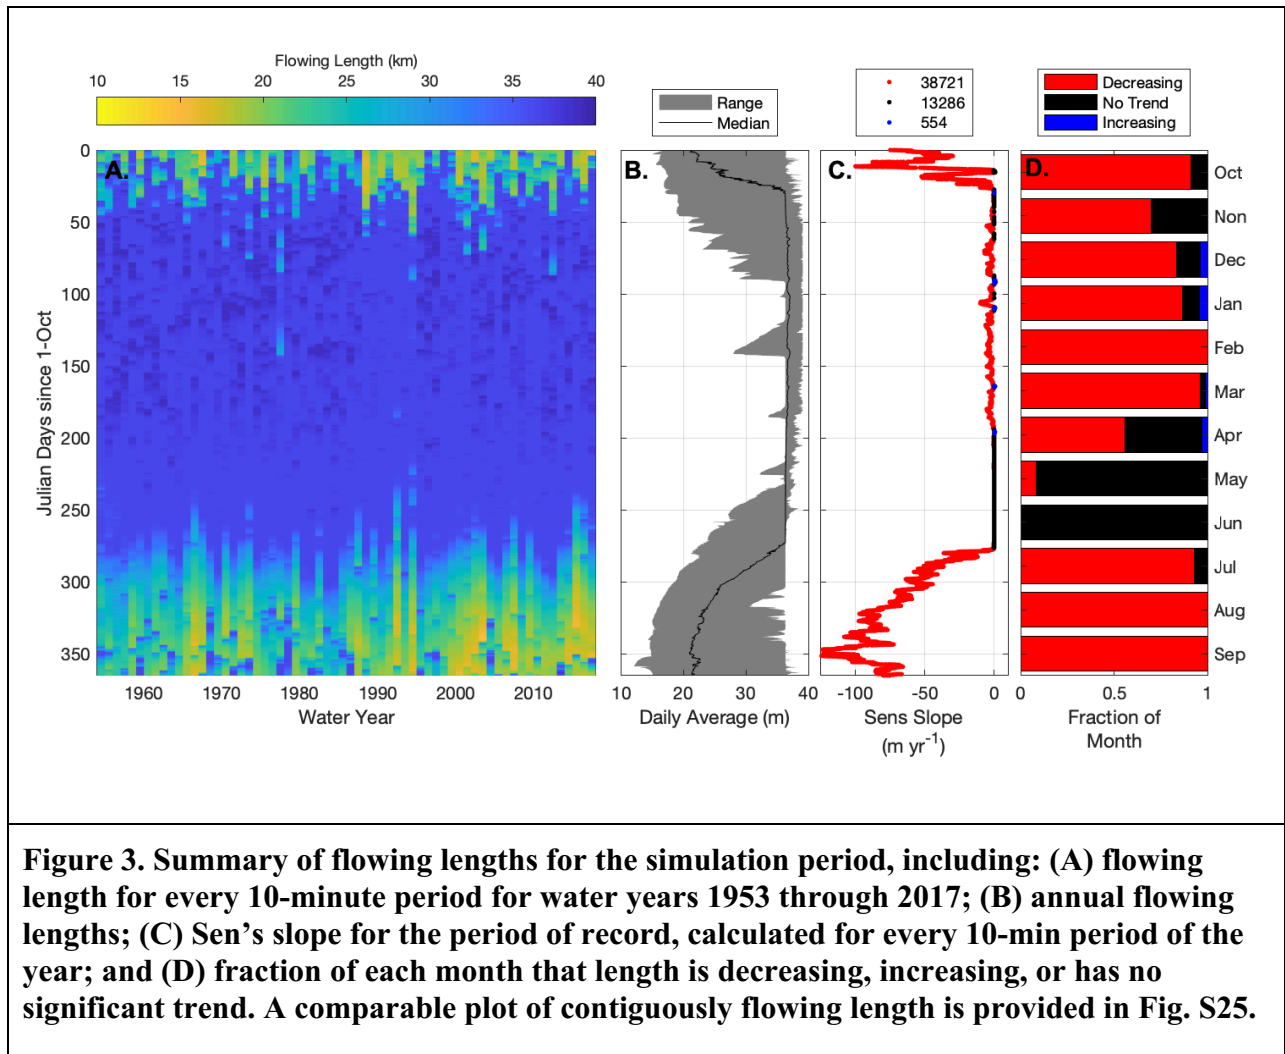 Flowing Length (km)
10 15 20 25 30 35 40
Range
Median
38721
13286
554
Decreasing
No Trend
Increasing
A.
B.
C.
D.
0
50
100
150
200
250
300
350
Julian Days since 1-Oct
1960 1970 1980 1990 2000 2010
Water Year
10 20 30 40
Daily Average (m)
-100 -50 0
Sens Slope
(m yr-1)
Oct
Non
Dec
Jan
Feb
Mar
Apr
May
Jun
Jul
Aug
Sep
0 0.5 1
Fraction of
Month
Figure 3. Summary of flowing lengths for the simulation period, including: (A) flowing
length for every 10-minute period for water years 1953 through 2017; (B) annual flowing
lengths; (C) Sen’s slope for the period of record, calculated for every 10-min period of the
year; and (D) fraction of each month that length is decreasing, increasing, or has no
significant trend. A comparable plot of contiguously flowing length is provided in Fig. S25.